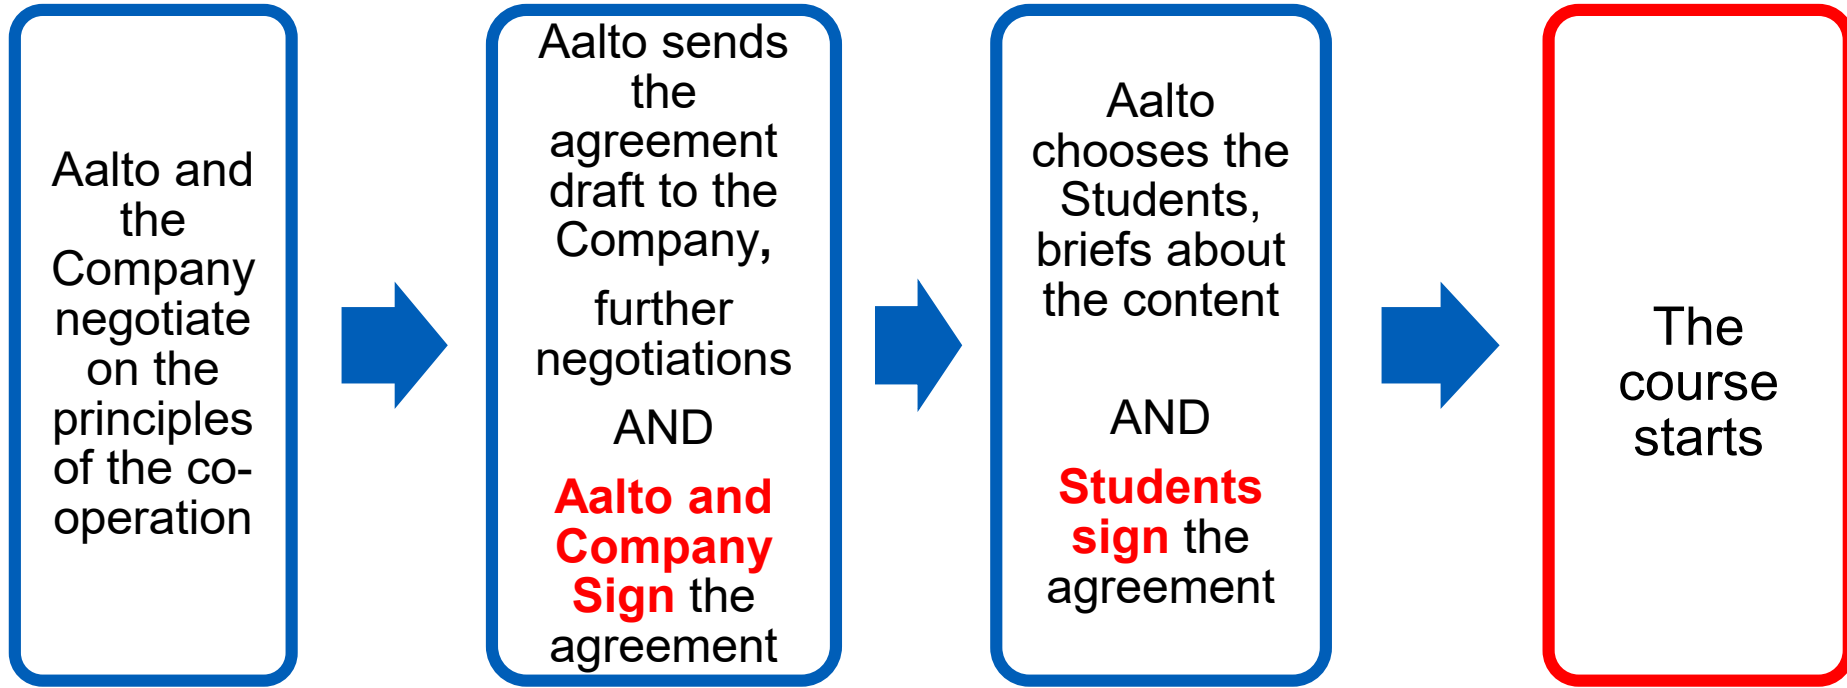 Aalto and
the
Company
negotiate
on the
principles
of the co-
operation
Aalto sends
the
agreement
draft to the
Company,
further
negotiations
AND
Aalto and
Company
Sign the
agreement
Aalto
chooses the
Students,
briefs about
the content
AND
Students
sign the
agreement
The
course
starts